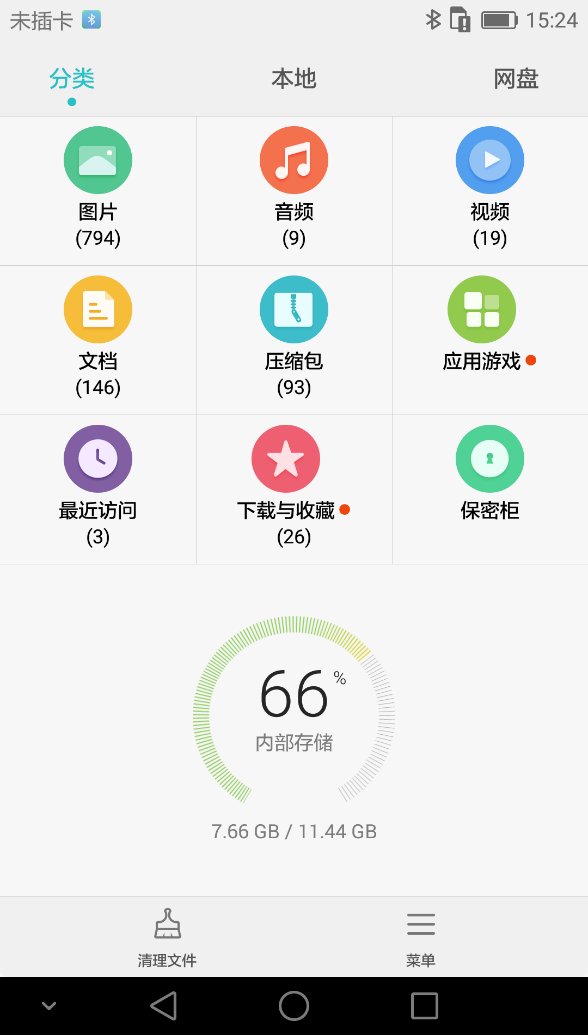 未插卡 15:24
分类 本地 网盘
图片 音频 视频
(794) (9) (19)
文档 压缩包 应用游戏
(146) (93)
最近访问 下载与收藏 保密柜
(3) (26)
66%
内部存储
7.66 GB / 11.44 GB
清理文件 菜单